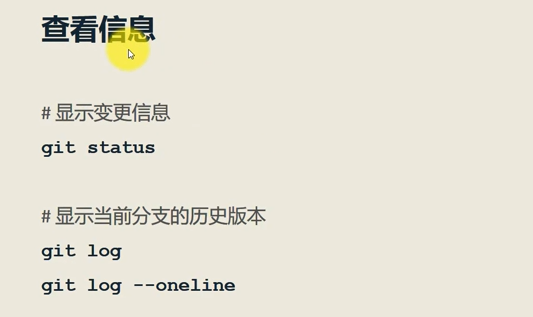 查看信息
# 显示变更信息
git status
# 显示当前分支的历史版本
git log
git log --oneline